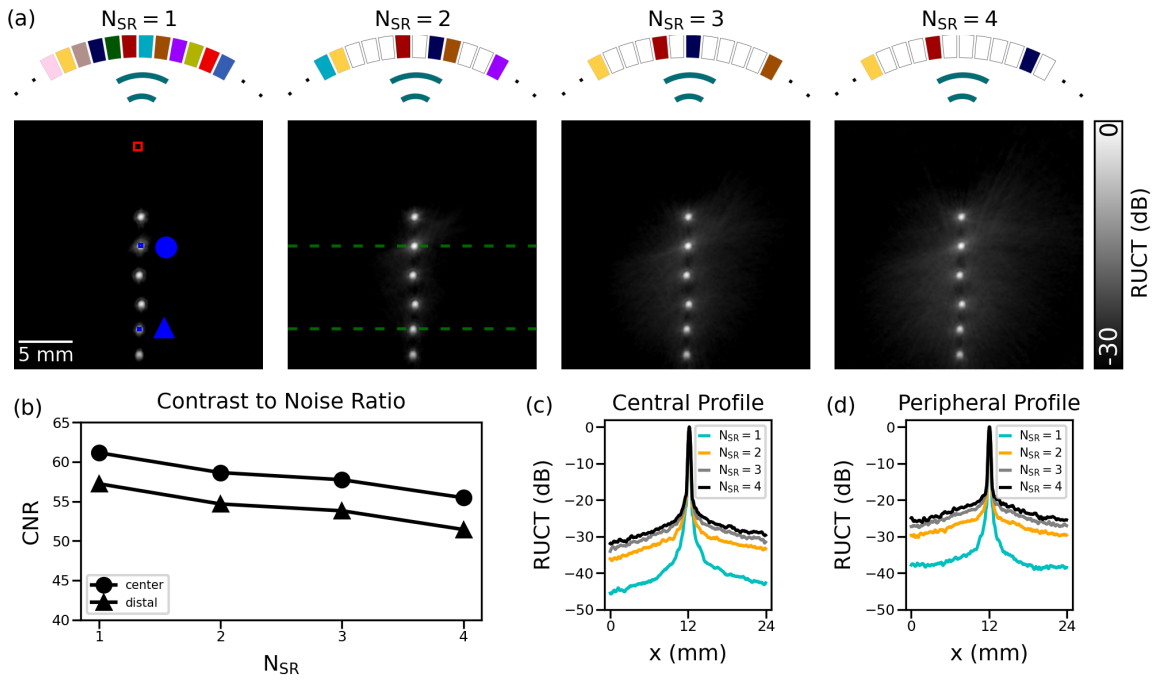 (a)
N_SR = 1
N_SR = 2
N_SR = 3
N_SR = 4
5 mm
0
-30
RUCT (dB)
(b)
Contrast to Noise Ratio
65
60
55
50
45
40
CNR
center
distal
1
2
3
4
N_SR
(c)
Central Profile
0
−10
−20
−30
−40
−50
RUCT (dB)
N_SR = 1
N_SR = 2
N_SR = 3
N_SR = 4
0
12
24
x (mm)
(d)
Peripheral Profile
0
−10
−20
−30
−40
−50
RUCT (dB)
N_SR = 1
N_SR = 2
N_SR = 3
N_SR = 4
0
12
24
x (mm)